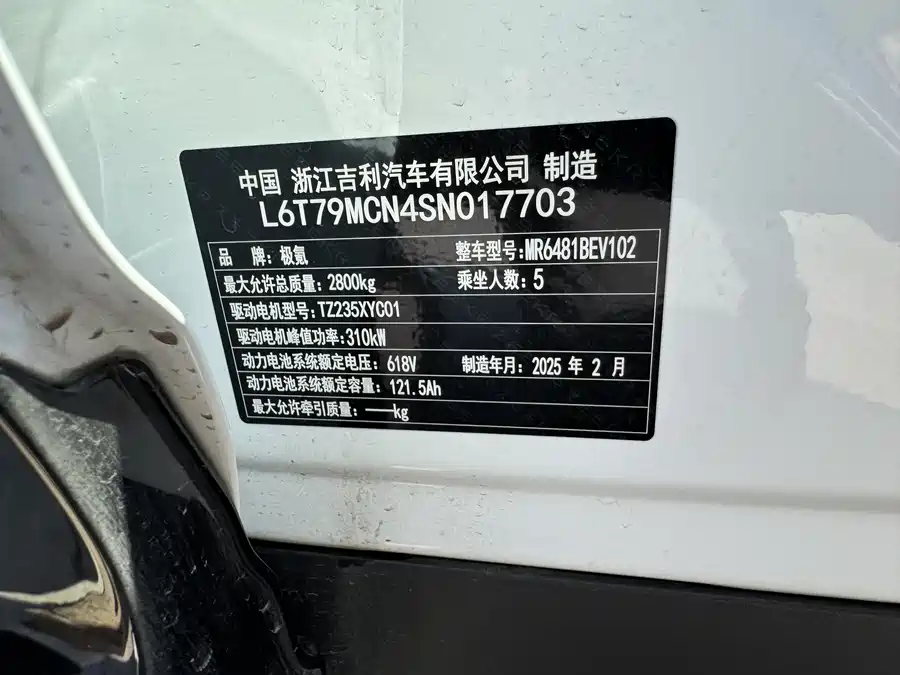 中国 浙江吉利汽车有限公司 制造
L6T79MCN4SN017703
品 牌: 极氪 整车型号: MR6481BEV102
最大允许总质量: 2800kg 乘坐人数: 5
驱动电机型号: TZ235XYC01
驱动电机峰值功率: 310kW
动力电池系统额定电压: 618V 制造年月: 2025 年 2 月
动力电池系统额定容量: 121.5Ah
最大允许牵引质量: ——kg